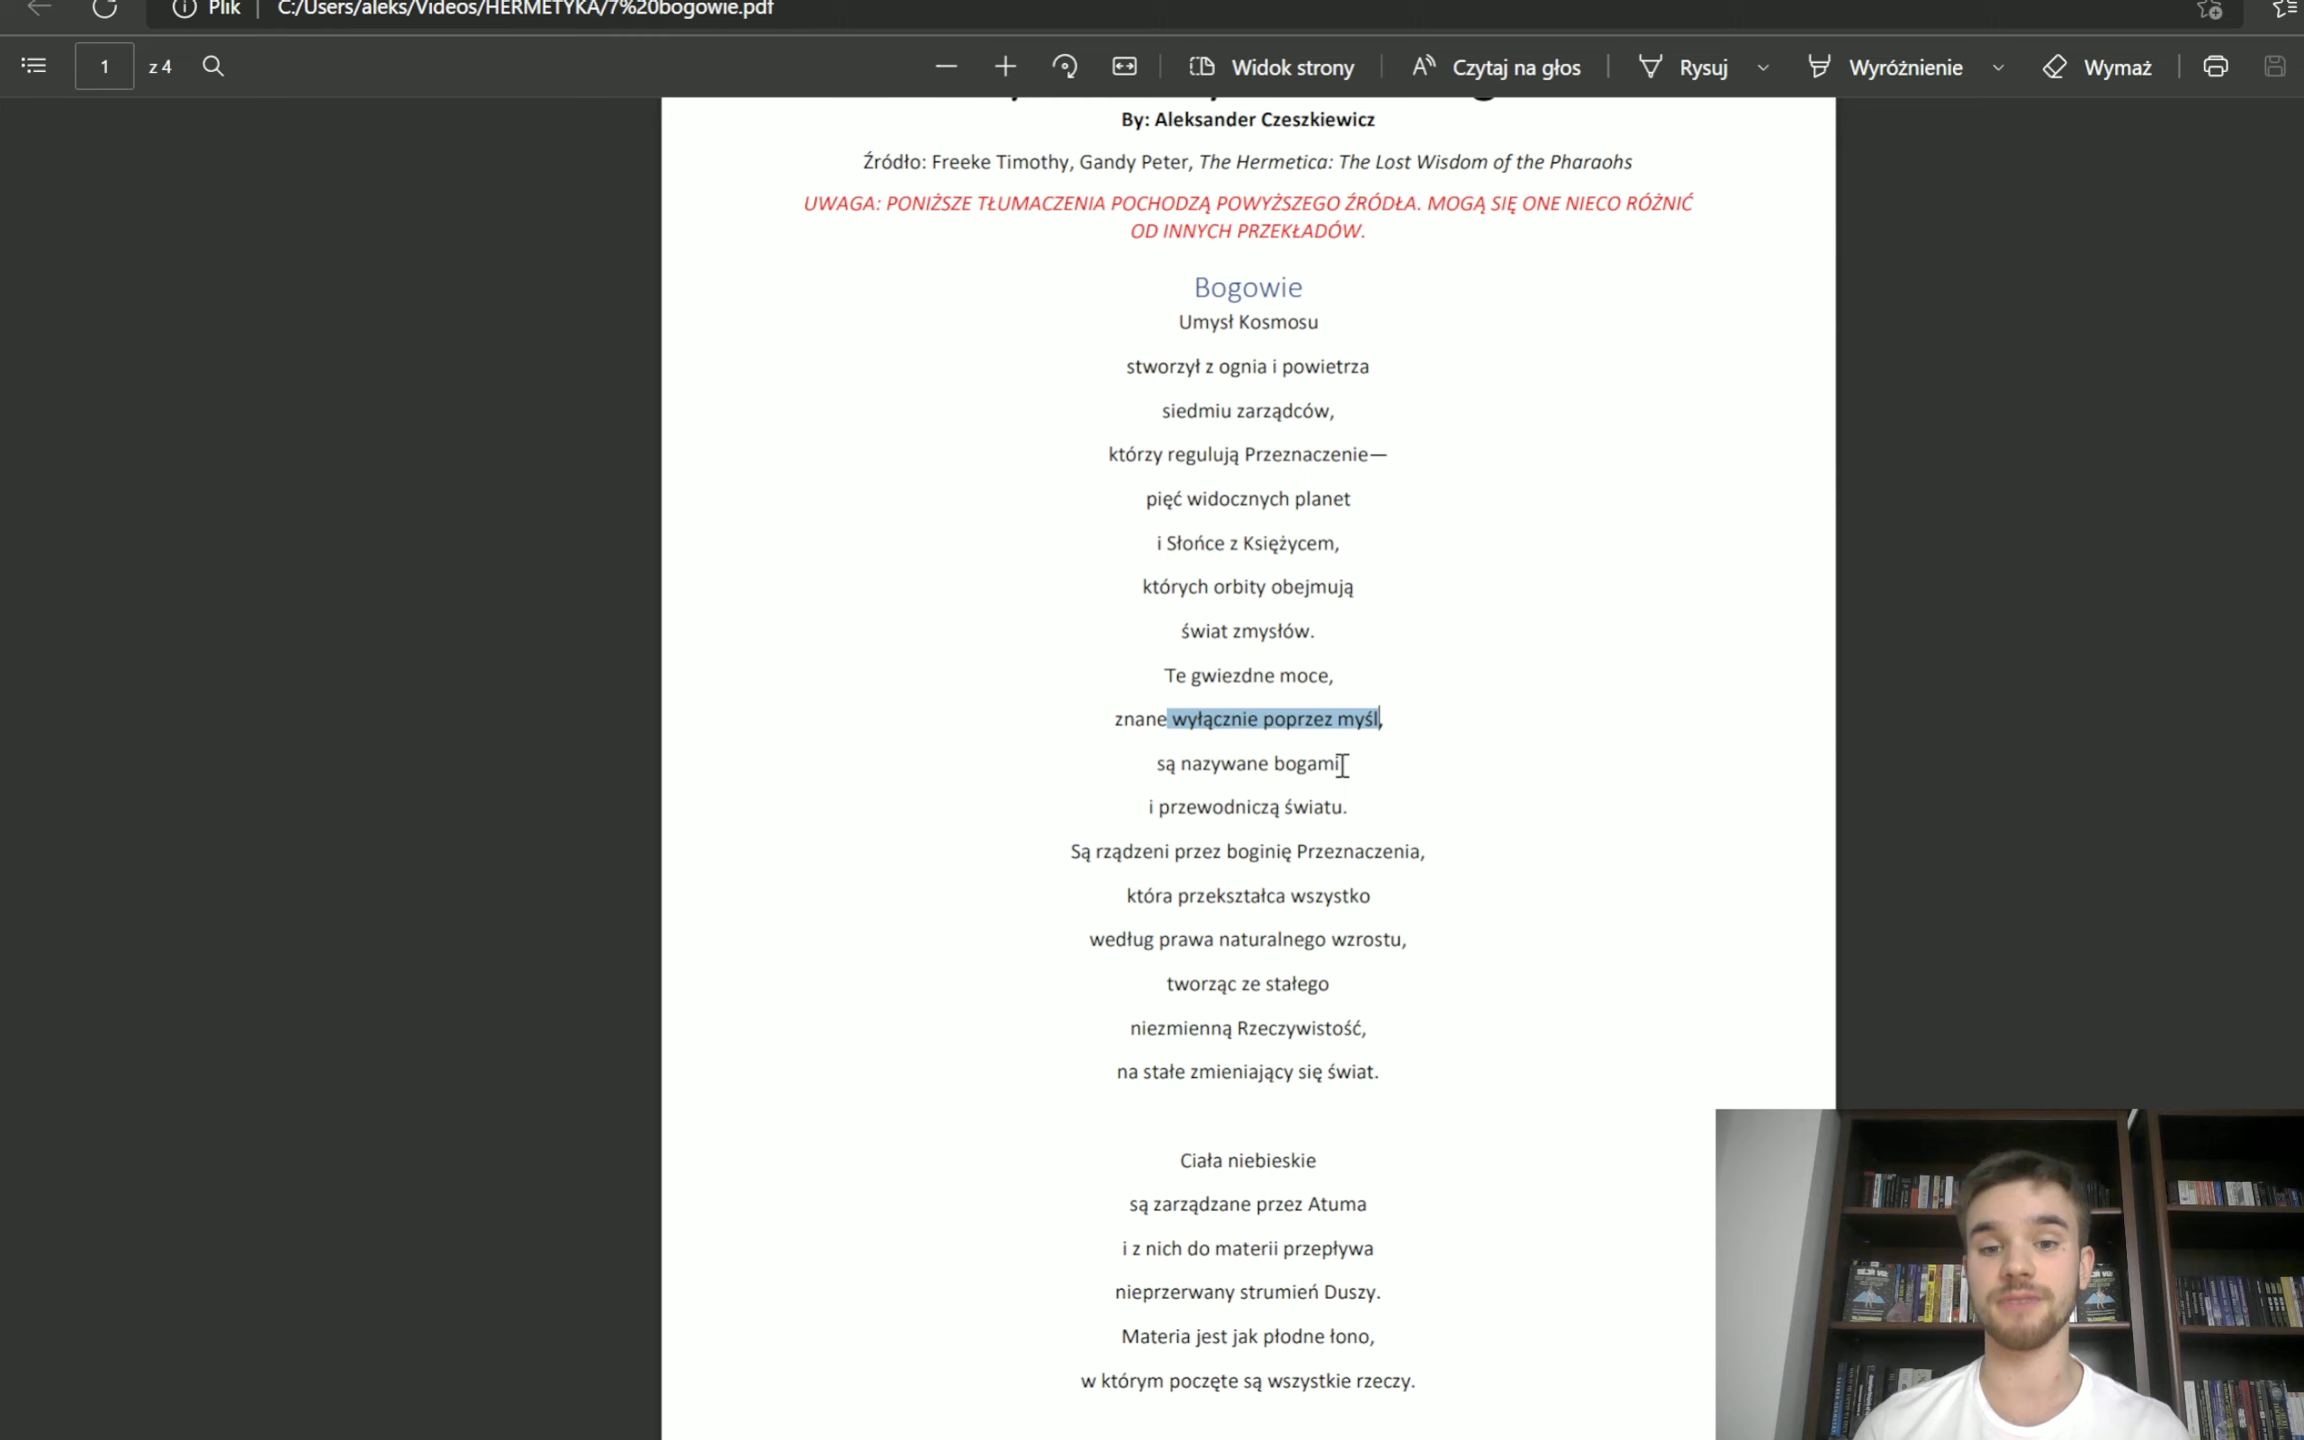 Plik
C:/Users/aleks/Videos/HERMETYKA/7%20bogowie.pdf
1 z 4
Widok strony
Czytaj na głos
Rysuj
Wyróżnienie
Wymaż
By: Aleksander Czeszkiewicz
Źródło: Freeke Timothy, Gandy Peter, The Hermetica: The Lost Wisdom of the Pharaohs
UWAGA: PONIŻSZE TŁUMACZENIA POCHODZĄ POWYŻSZEGO ŹRÓDŁA. MOGĄ SIĘ ONE NIECO RÓŻNIĆ
OD INNYCH PRZEKŁADÓW.
Bogowie
Umysł Kosmosu
stworzył z ognia i powietrza
siedmiu zarządców,
którzy regulują Przeznaczenie—
pięć widocznych planet
i Słońce z Księżycem,
których orbity obejmują
świat zmysłów.
Te gwiezdne moce,
znane wyłącznie poprzez myśl,
są nazywane bogami
i przewodniczą światu.
Są rządzeni przez boginię Przeznaczenia,
która przekształca wszystko
według prawa naturalnego wzrostu,
tworząc ze stałego
niezmienną Rzeczywistość,
na stałe zmieniający się świat.
Ciała niebieskie
są zarządzane przez Atuma
i z nich do materii przepływa
nieprzerwany strumień Duszy.
Materia jest jak płodne łono,
w którym poczęte są wszystkie rzeczy.